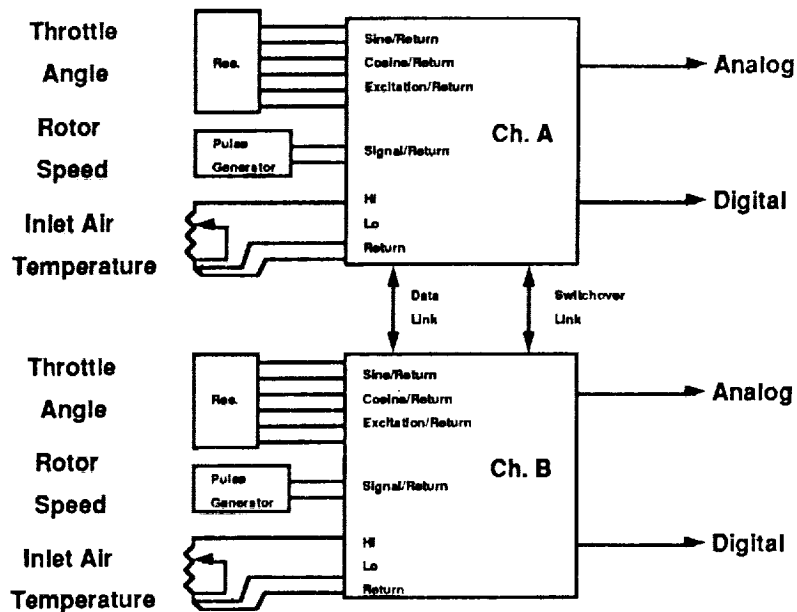 Throttle
Angle
Res.
Sine/Return
Cosine/Return
Excitation/Return
Analog
Rotor
Speed
Pulse
Generator
Signal/Return
Ch. A
Inlet Air
Temperature
Hi
Lo
Return
Digital
Data
Link
Switchover
Link
Throttle
Angle
Res.
Sine/Return
Cosine/Return
Excitation/Return
Analog
Rotor
Speed
Pulse
Generator
Signal/Return
Ch. B
Inlet Air
Temperature
Hi
Lo
Return
Digital